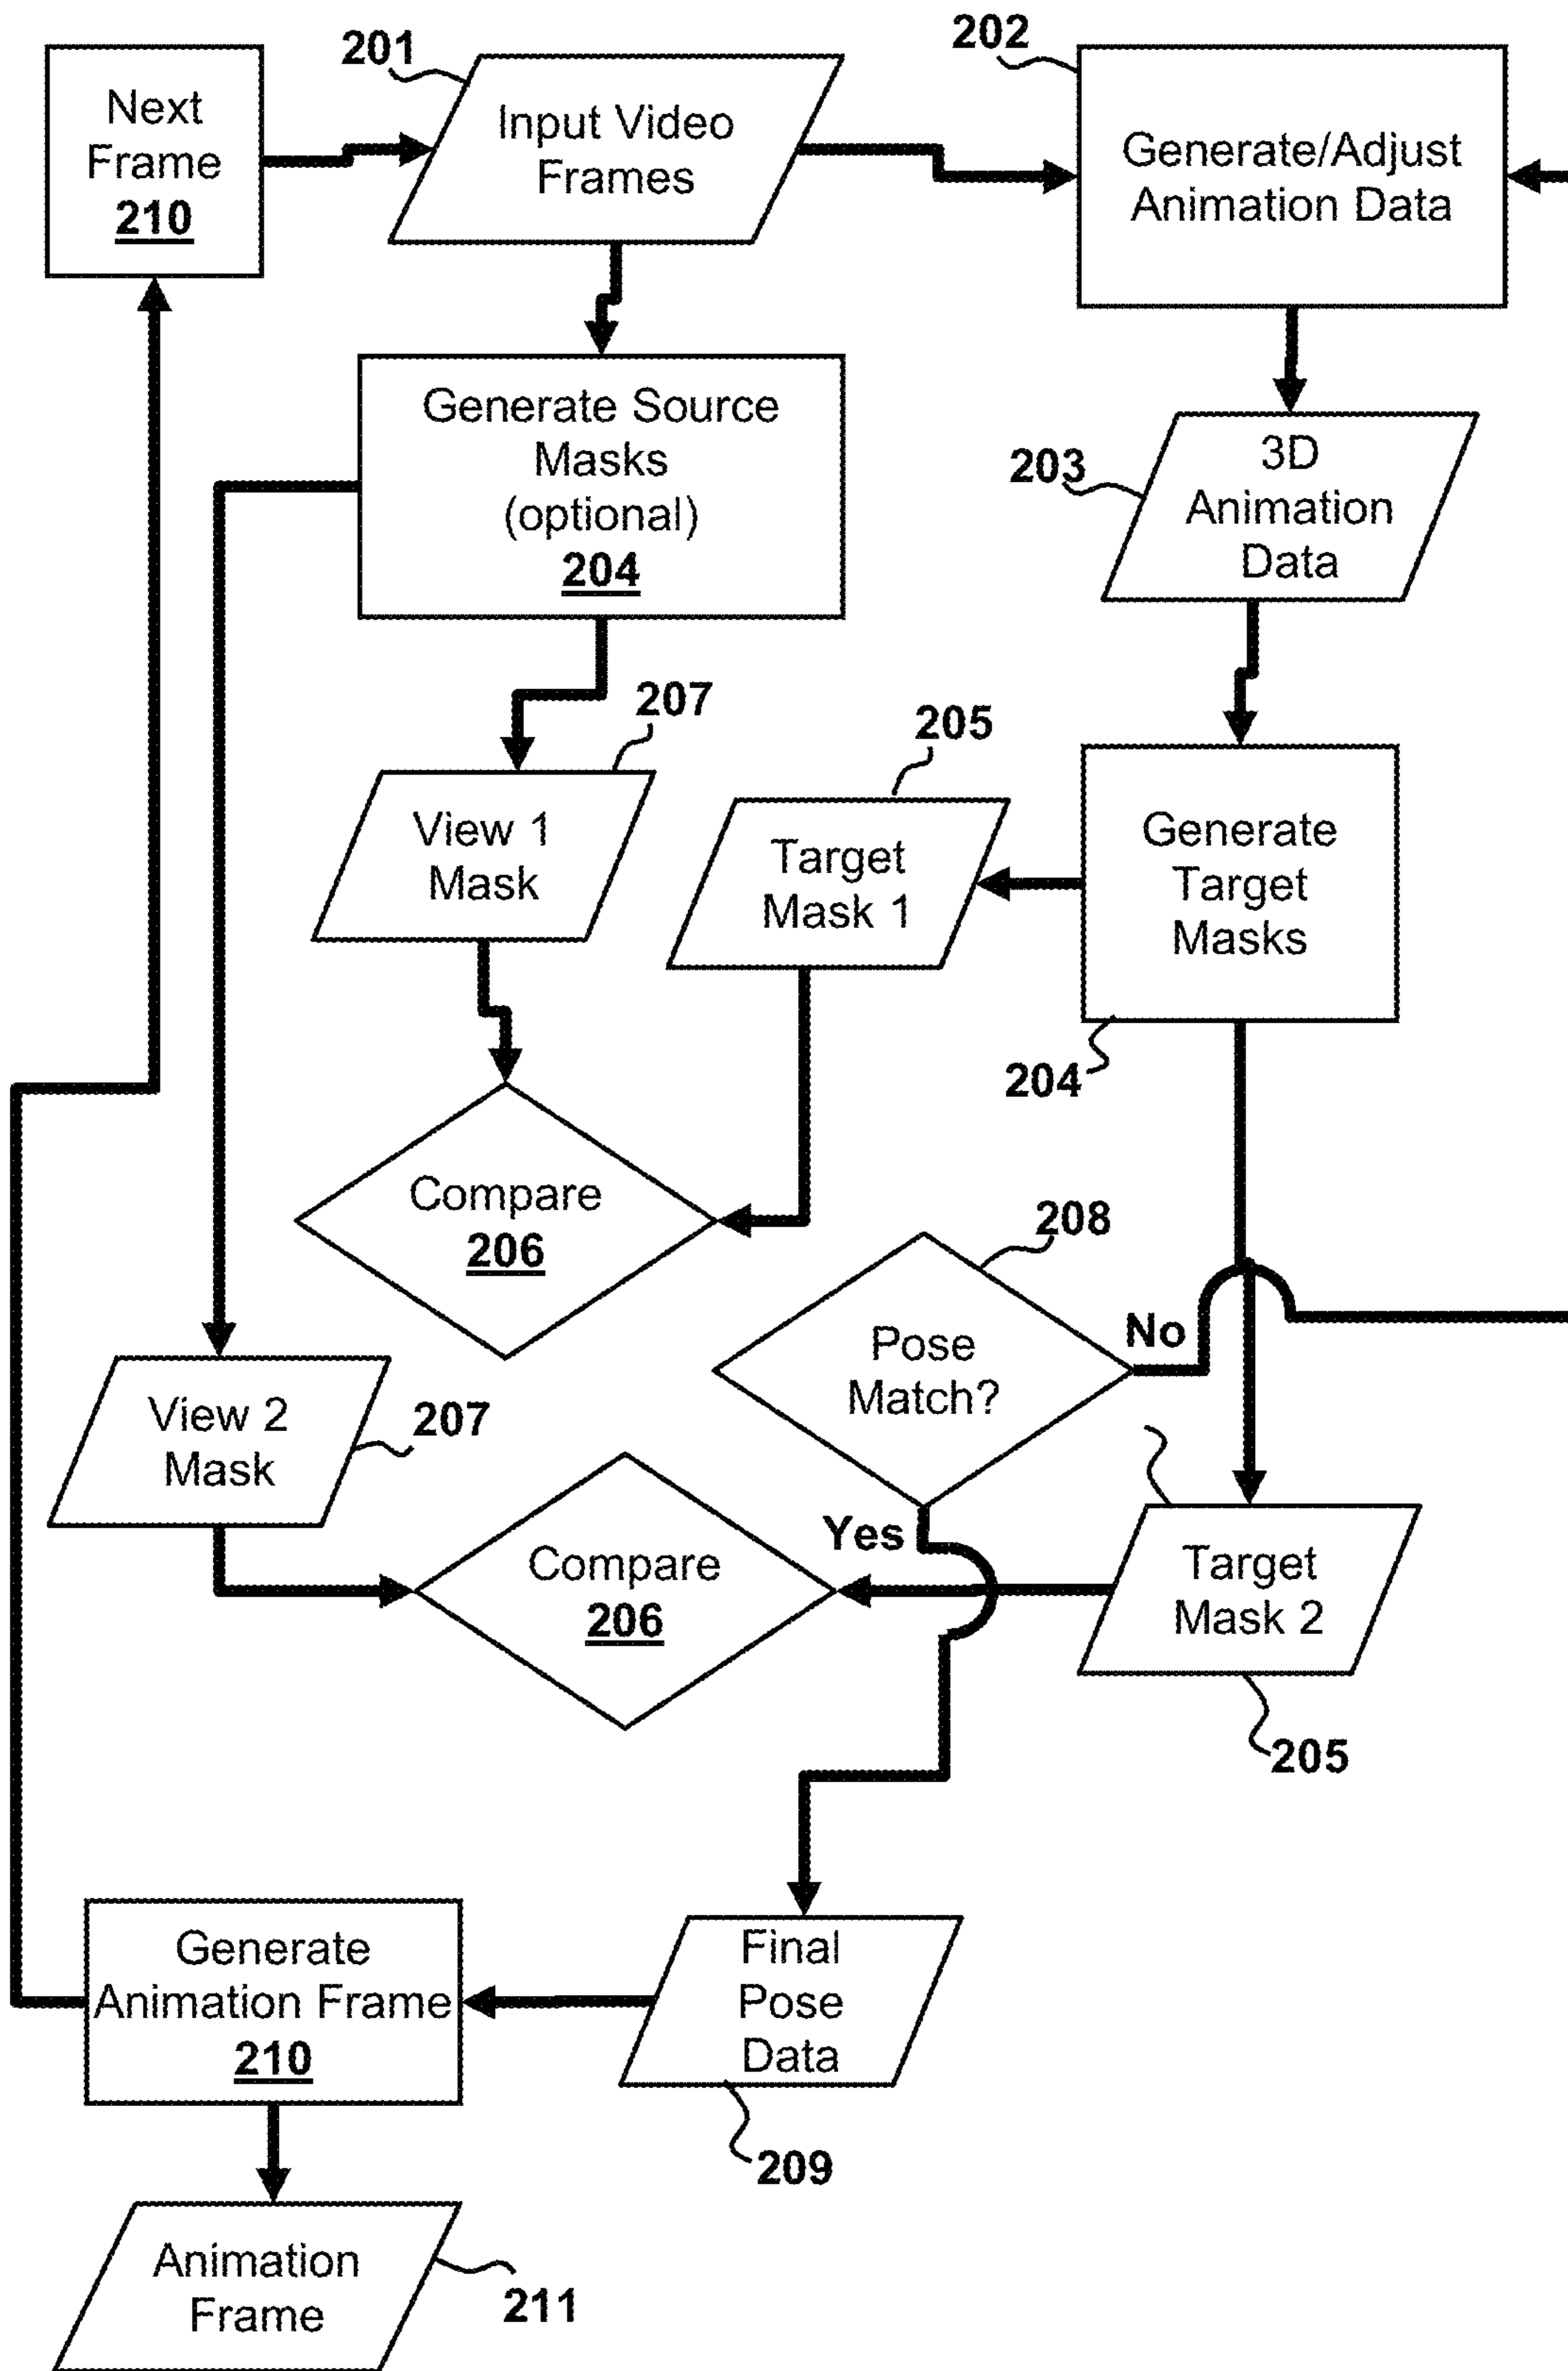 201
202
Next
Frame
210
Input Video
Frames
Generate/Adjust
Animation Data
Generate Source
Masks
(optional)
204
203
3D
Animation
Data
207
205
View 1
Mask
Target
Mask 1
Generate
Target
Masks
204
Compare
206
208
Pose
Match?
No
Yes
View 2
Mask
207
Compare
206
Target
Mask 2
205
Generate
Animation Frame
210
Final
Pose
Data
209
Animation
Frame
211